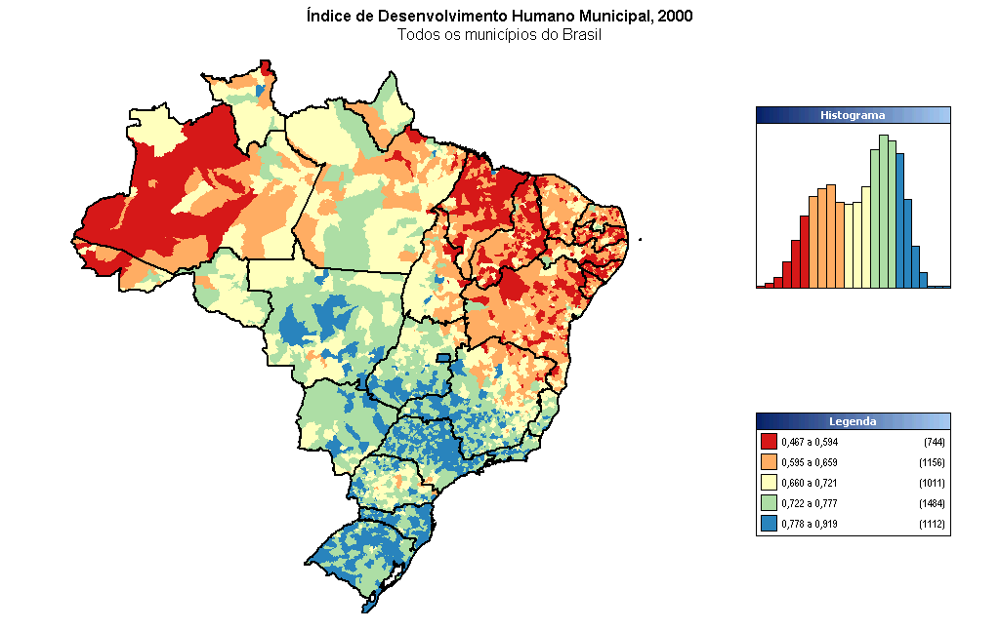 Índice de Desenvolvimento Humano Municipal, 2000
Todos os municípios do Brasil
Histograma
Legenda
0,467 a 0,594 (744)
0,595 a 0,659 (1156)
0,660 a 0,721 (1011)
0,722 a 0,777 (1484)
0,778 a 0,919 (1112)